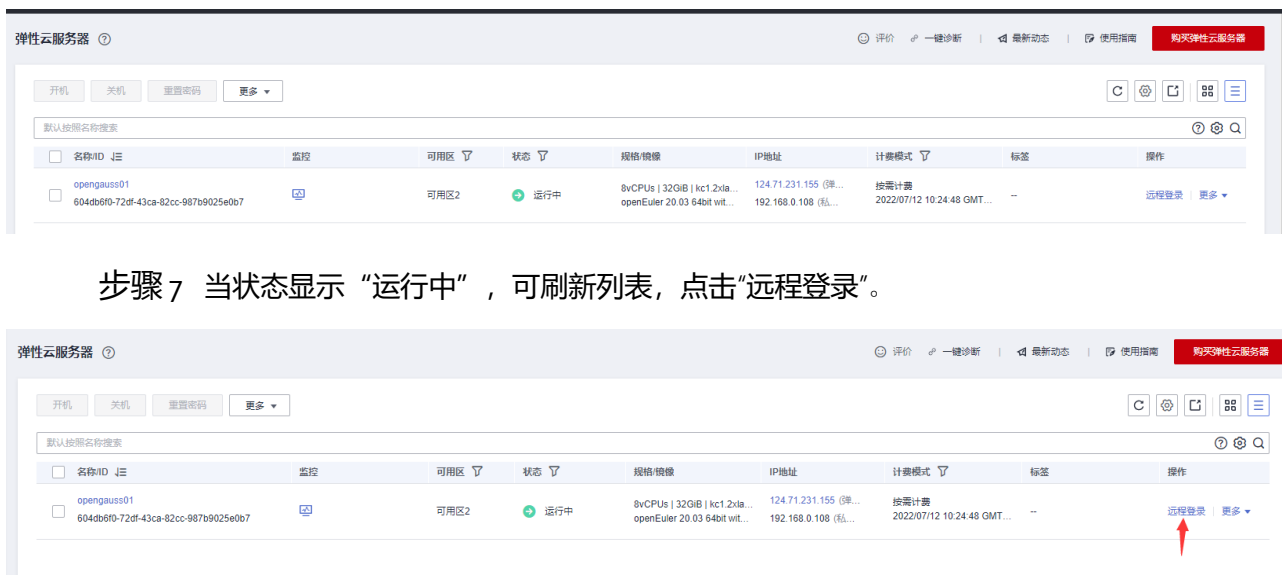 弹性云服务器
评价 一键诊断 | 最新动态 | 使用指南 购买弹性云服务器
开机 关机 重置密码 更多
默认按照名称搜索
名称/ID 监控 可用区 状态 规格/镜像 IP地址 计费模式 标签 操作
opengauss01 8vCPUs | 32GiB | kc1.2xla... 124.71.231.155 (弹... 按需计费
604db6f0-72df-43ca-82cc-987b9025e0b7 可用区2 运行中 openEuler 20.03 64bit wit... 192.168.0.108 (私... 2022/07/12 10:24:48 GMT... -- 远程登录 | 更多
步骤 7 当状态显示“运行中”，可刷新列表，点击“远程登录”。
弹性云服务器
评价 一键诊断 | 最新动态 | 使用指南 购买弹性云服务器
开机 关机 重置密码 更多
默认按照名称搜索
名称/ID 监控 可用区 状态 规格/镜像 IP地址 计费模式 标签 操作
opengauss01 8vCPUs | 32GiB | kc1.2xla... 124.71.231.155 (弹... 按需计费
604db6f0-72df-43ca-82cc-987b9025e0b7 可用区2 运行中 openEuler 20.03 64bit wit... 192.168.0.108 (私... 2022/07/12 10:24:48 GMT... -- 远程登录 | 更多